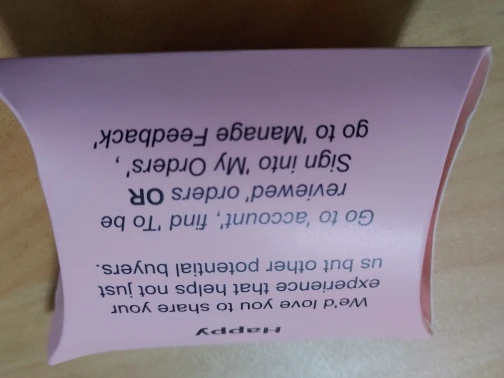 Happy
We'd love you to share your
experience that helps not just
us but other potential buyers.
Go to 'account', find 'To be
reviewed' orders OR
Sign into 'My Orders' ,
go to 'Manage Feedback'